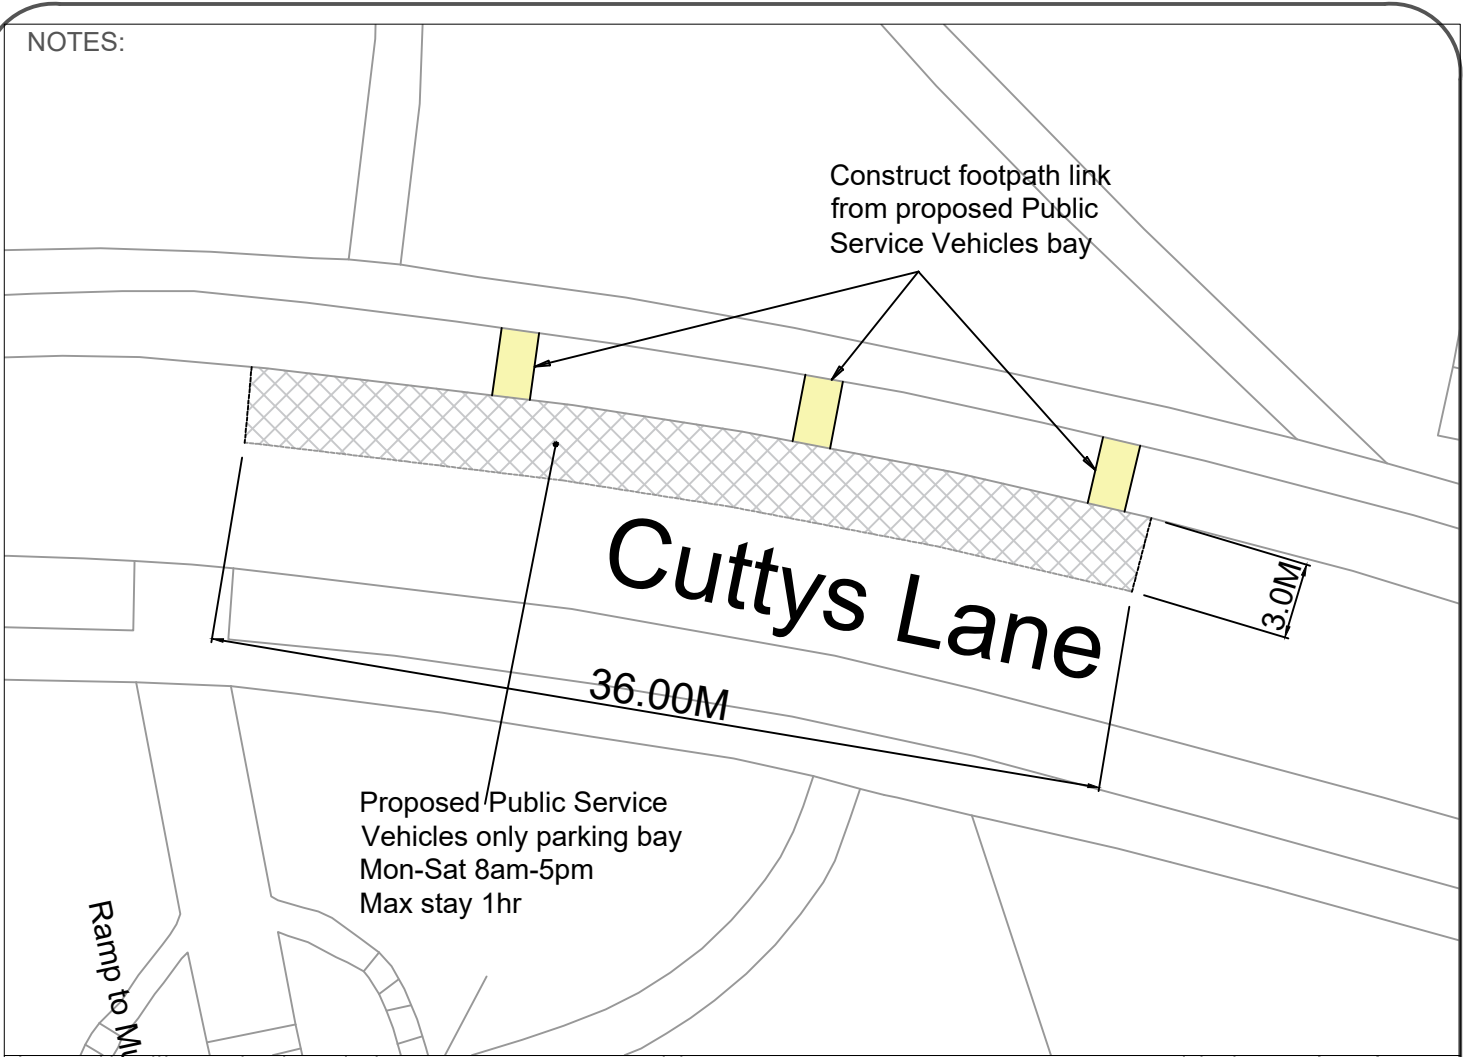 NOTES:
Construct footpath link
from proposed Public
Service Vehicles bay
Cuttys Lane
3.0M
36.00M
Proposed Public Service
Vehicles only parking bay
Mon-Sat 8am-5pm
Max stay 1hr
Ramp to